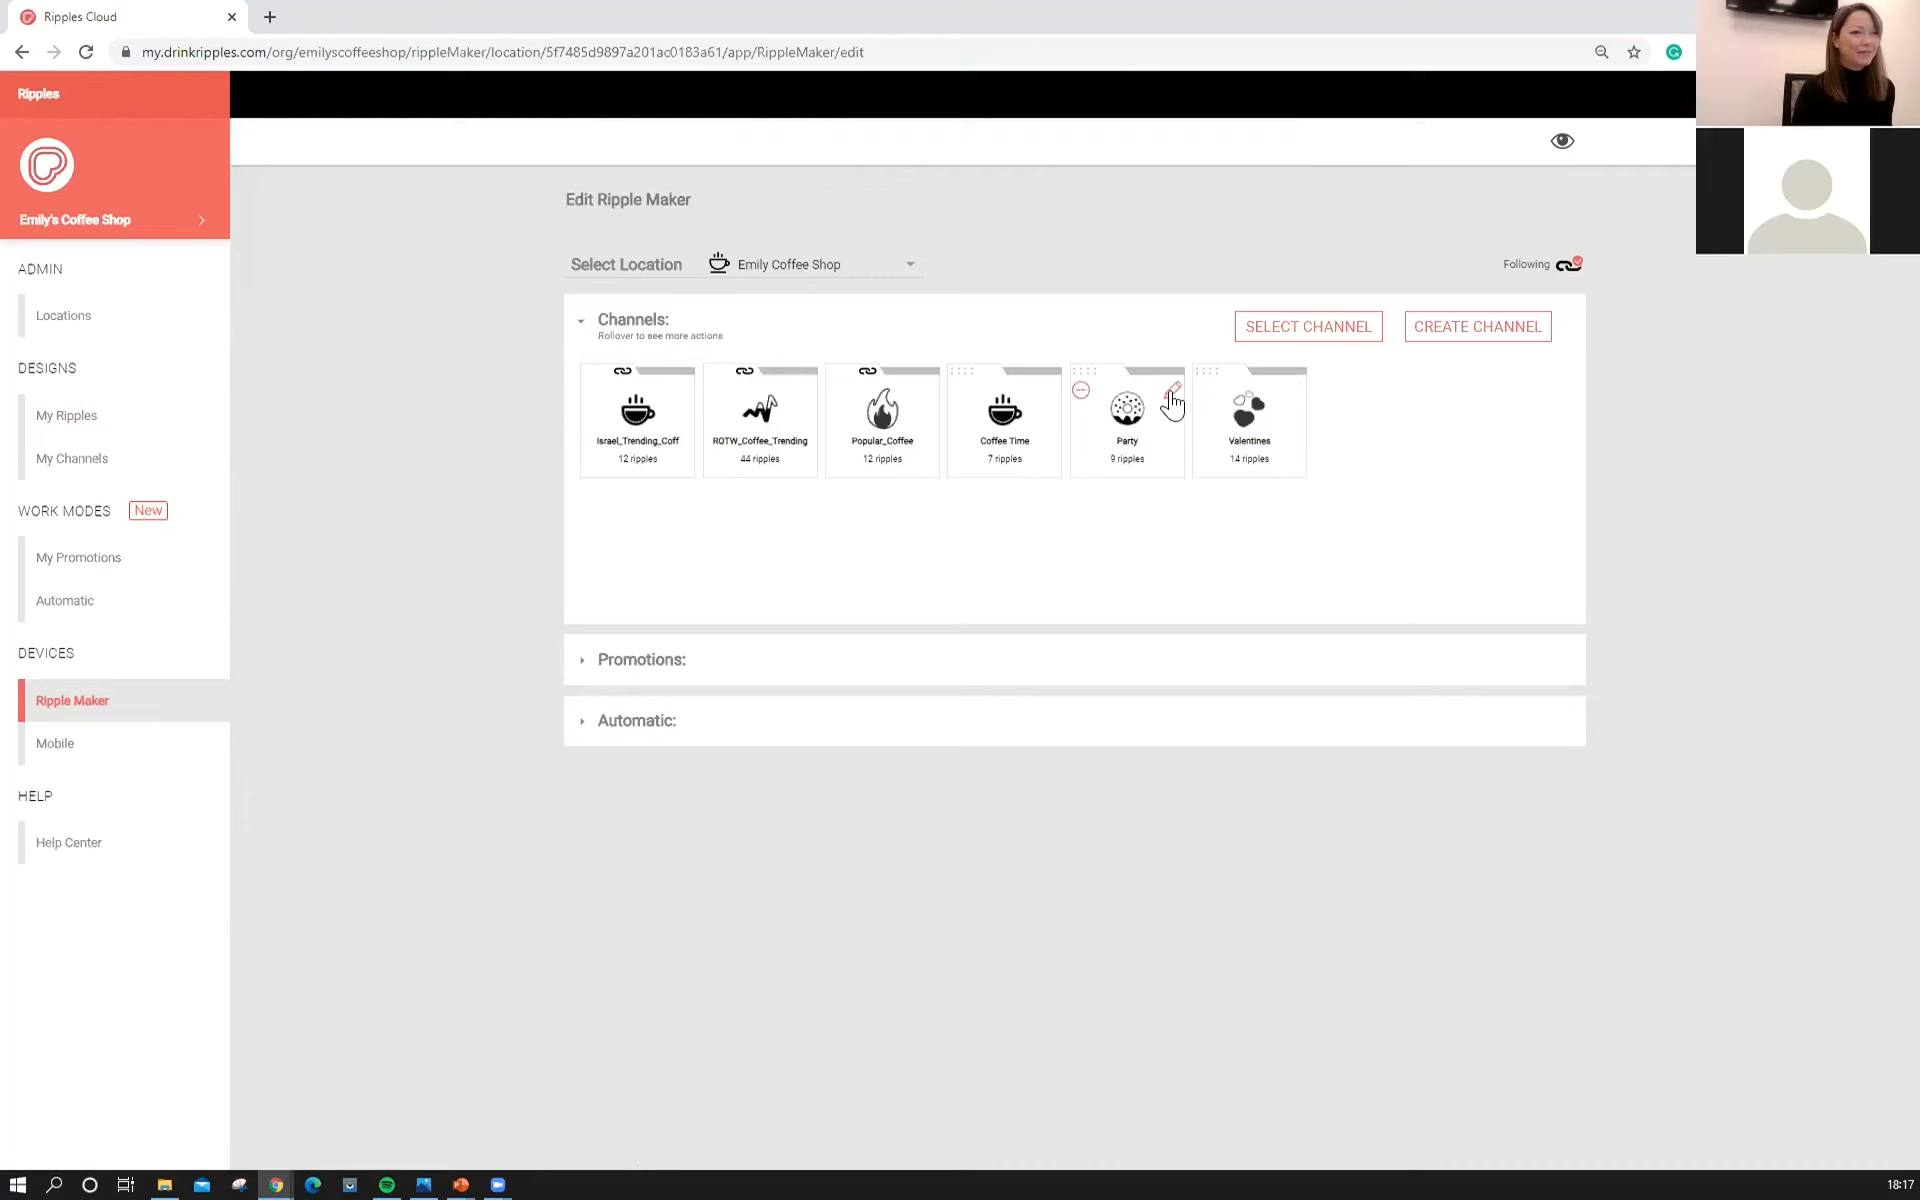 Ripples Cloud
my.drinkripples.com/org/emilyscoffeeshop/rippleMaker/location/5f7485d9897a201ac0183a61/app/RippleMaker/edit
Ripples
Emily's Coffee Shop
ADMIN
Locations
DESIGNS
My Ripples
My Channels
WORK MODES New
My Promotions
Automatic
DEVICES
Ripple Maker
Mobile
HELP
Help Center
Edit Ripple Maker
Select Location Emily Coffee Shop Following
Channels:
Rollover to see more actions
SELECT CHANNEL CREATE CHANNEL
Israel_Trending_Coff ROTW_Coffee_Trending Popular_Coffee Coffee Time Party Valentines
12 ripples 44 ripples 12 ripples 7 ripples 9 ripples 14 ripples
Promotions:
Automatic:
18:17